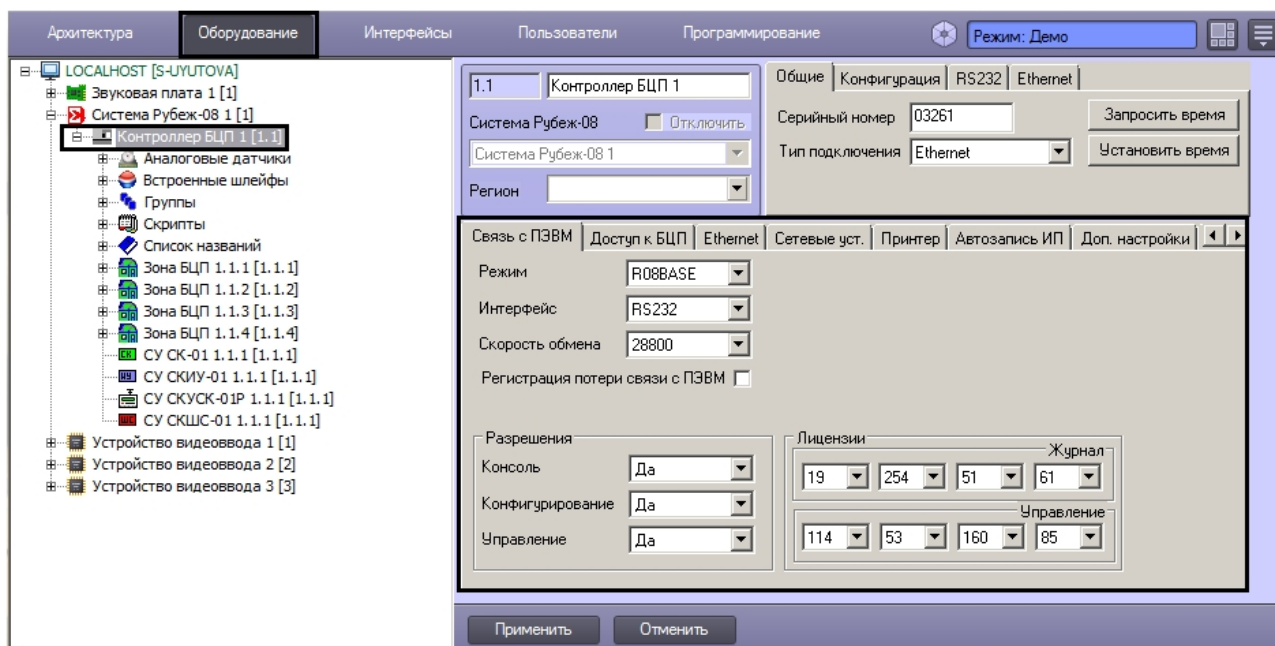 Архитектура Оборудование Интерфейсы Пользователи Программирование Режим: Демо
LOCALHOST [S-UYUTOVA]
Звуковая плата 1 [1]
Система Рубеж-08 1 [1]
Контроллер БЦП 1 [1.1]
Аналоговые датчики
Встроенные шлейфы
Группы
Скрипты
Список названий
Зона БЦП 1.1.1 [1.1.1]
Зона БЦП 1.1.2 [1.1.2]
Зона БЦП 1.1.3 [1.1.3]
Зона БЦП 1.1.4 [1.1.4]
СУ СК-01 1.1.1 [1.1.1]
СУ СКИУ-01 1.1.1 [1.1.1]
СУ СКУСК-01Р 1.1.1 [1.1.1]
СУ СКШС-01 1.1.1 [1.1.1]
Устройство видеоввода 1 [1]
Устройство видеоввода 2 [2]
Устройство видеоввода 3 [3]
1.1 Контроллер БЦП 1
Система Рубеж-08 Отключить
Система Рубеж-08 1
Регион
Общие Конфигурация RS232 Ethernet
Серийный номер 03261 Запросить время
Тип подключения Ethernet Установить время
Связь с ПЭВМ Доступ к БЦП Ethernet Сетевые уст. Принтер Автозапись ИП Доп. настройки
Режим R08BASE
Интерфейс RS232
Скорость обмена 28800
Регистрация потери связи с ПЭВМ
Разрешения
Консоль Да
Конфигурирование Да
Управление Да
Лицензии
Журнал
19 254 51 61
Управление
114 53 160 85
Применить Отменить